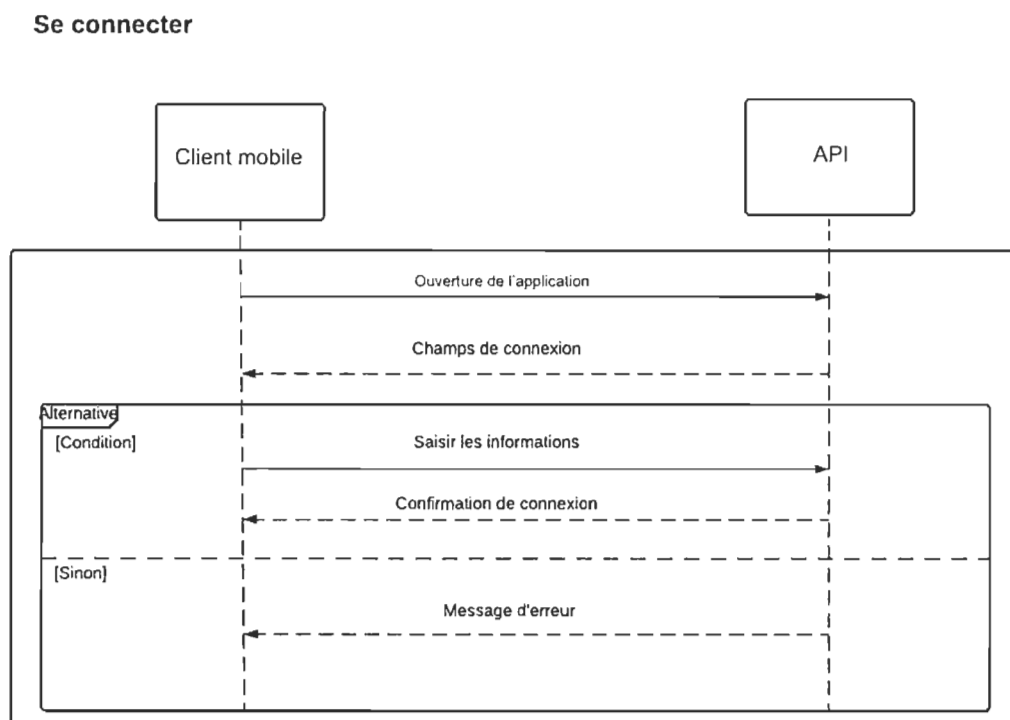 Se connecter
Client mobile
API
Ouverture de l'application
Champs de connexion
Alternative
[Condition]
Saisir les informations
Confirmation de connexion
[Sinon]
Message d'erreur